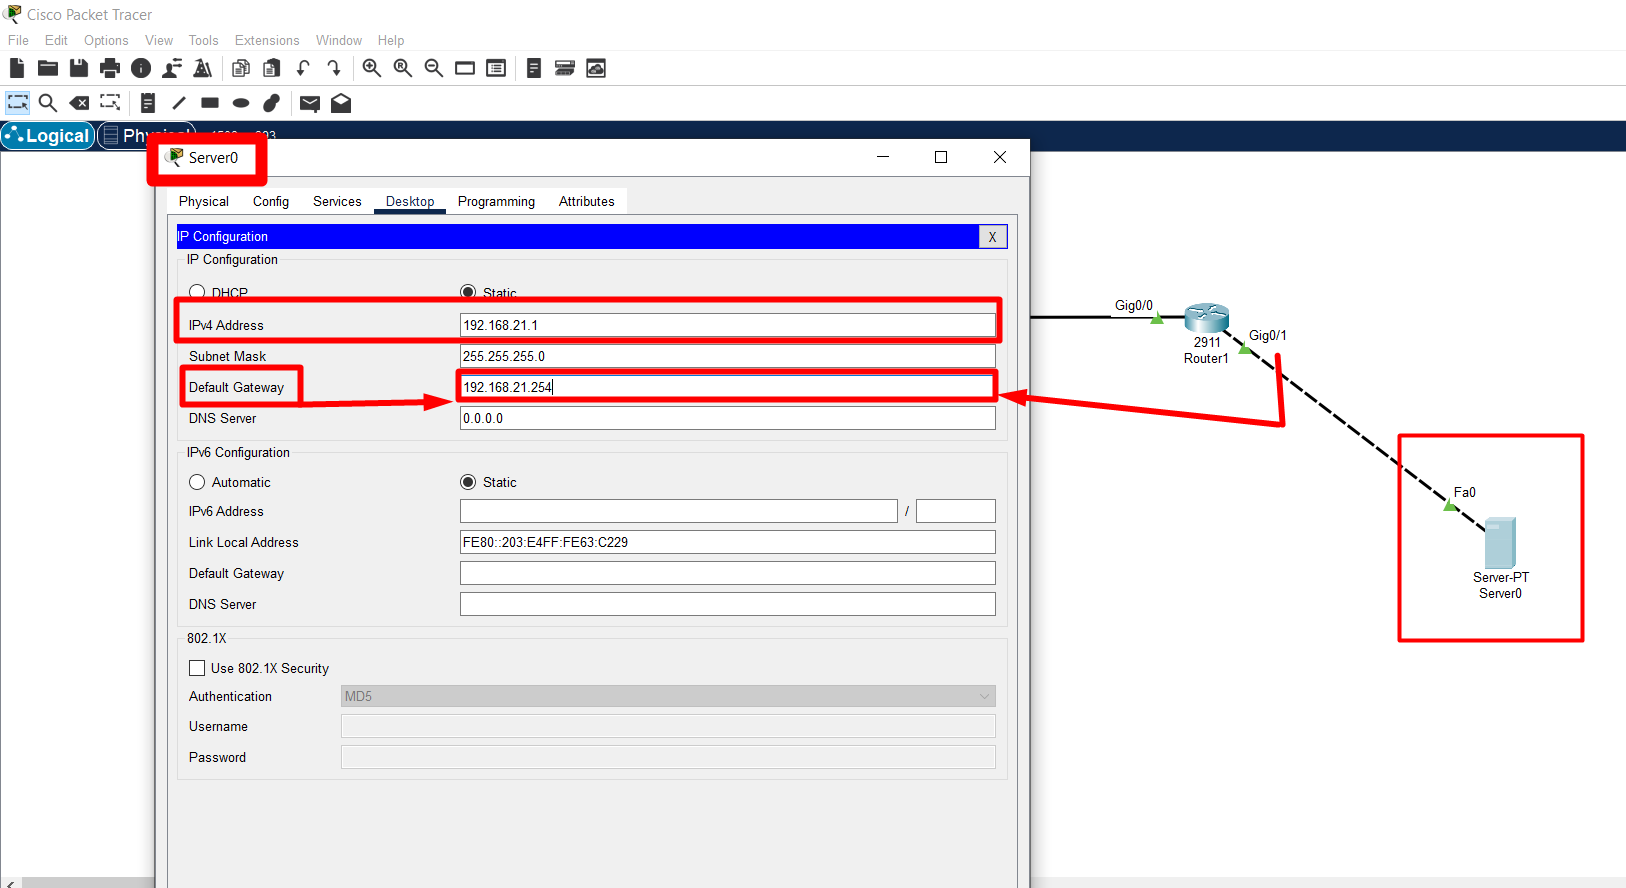 Cisco Packet Tracer
File Edit Options View Tools Extensions Window Help
Logical
Server0
Physical Config Services Desktop Programming Attributes
IP Configuration X
IP Configuration
DHCP Static
IPv4 Address 192.168.21.1
Subnet Mask 255.255.255.0
Default Gateway 192.168.21.254
DNS Server 0.0.0.0
IPv6 Configuration
Automatic Static
IPv6 Address /
Link Local Address FE80::203:E4FF:FE63:C229
Default Gateway
DNS Server
802.1X
Use 802.1X Security
Authentication MD5
Username
Password
Gig0/0
2911
Router1
Gig0/1
Fa0
Server-PT
Server0